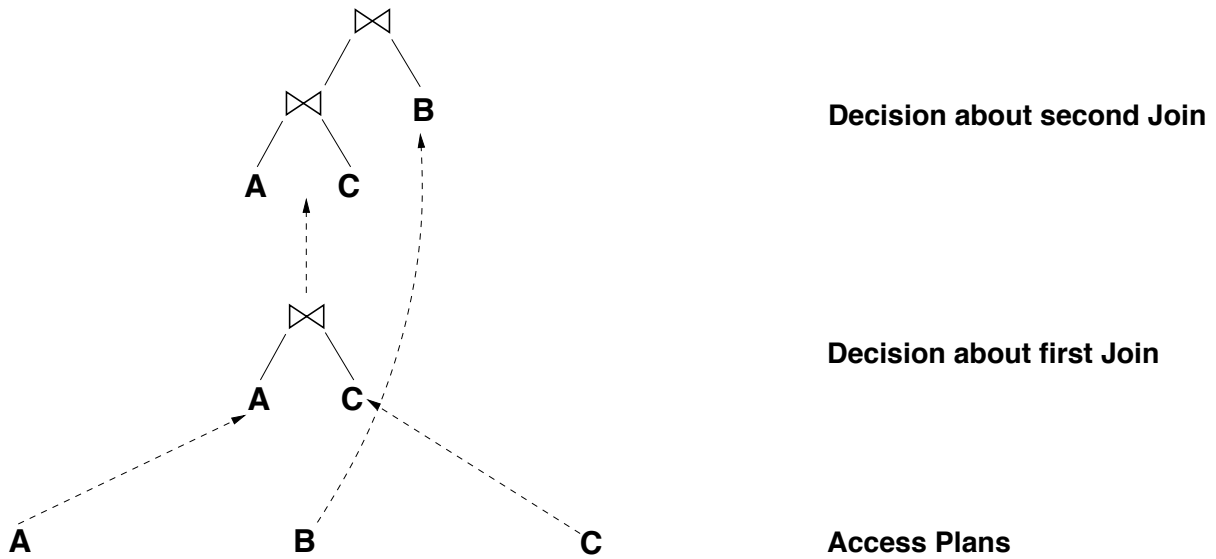 ⋈
⋈ B
Decision about second Join
A C
⋈
Decision about first Join
A C
A B C Access Plans